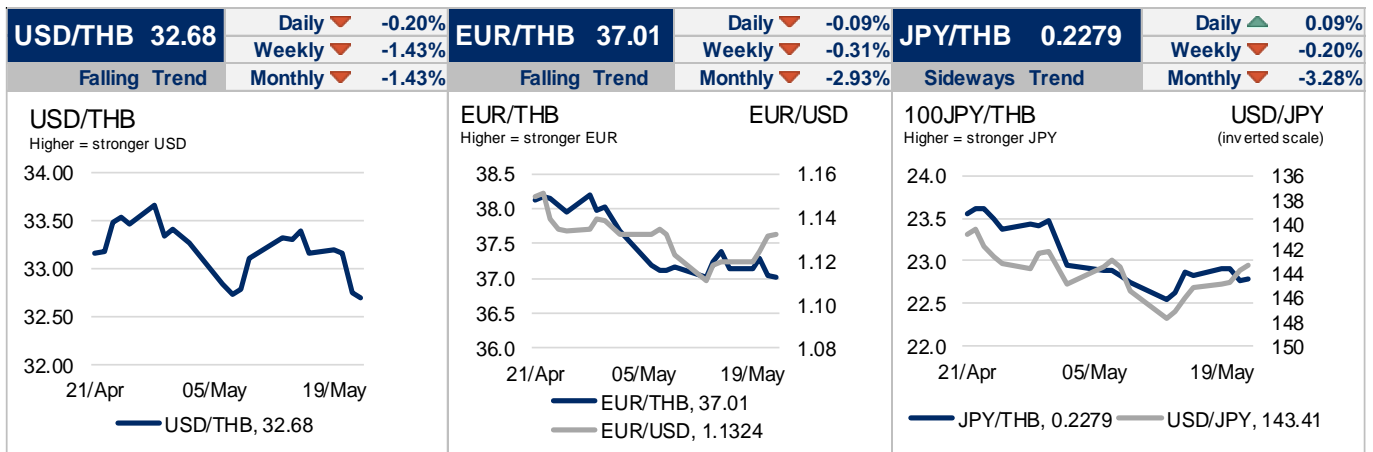 USD/THB 32.68
Daily -0.20%
Weekly -1.43%
Falling Trend
Monthly -1.43%
USD/THB
Higher = stronger USD
34.00
33.50
33.00
32.50
32.00
21/Apr 05/May 19/May
USD/THB, 32.68
EUR/THB 37.01
Daily -0.09%
Weekly -0.31%
Falling Trend
Monthly -2.93%
EUR/THB EUR/USD
Higher = stronger EUR
38.5 1.16
38.0
37.5 1.14
37.0 1.12
36.5 1.10
36.0 1.08
21/Apr 05/May 19/May
EUR/THB, 37.01
EUR/USD, 1.1324
JPY/THB 0.2279
Daily 0.09%
Weekly -0.20%
Sideways Trend
Monthly -3.28%
100JPY/THB USD/JPY
Higher = stronger JPY (inverted scale)
24.0 136
138
23.5 140
142
23.0 144
22.5 146
148
22.0 150
21/Apr 05/May 19/May
JPY/THB, 0.2279 USD/JPY, 143.41